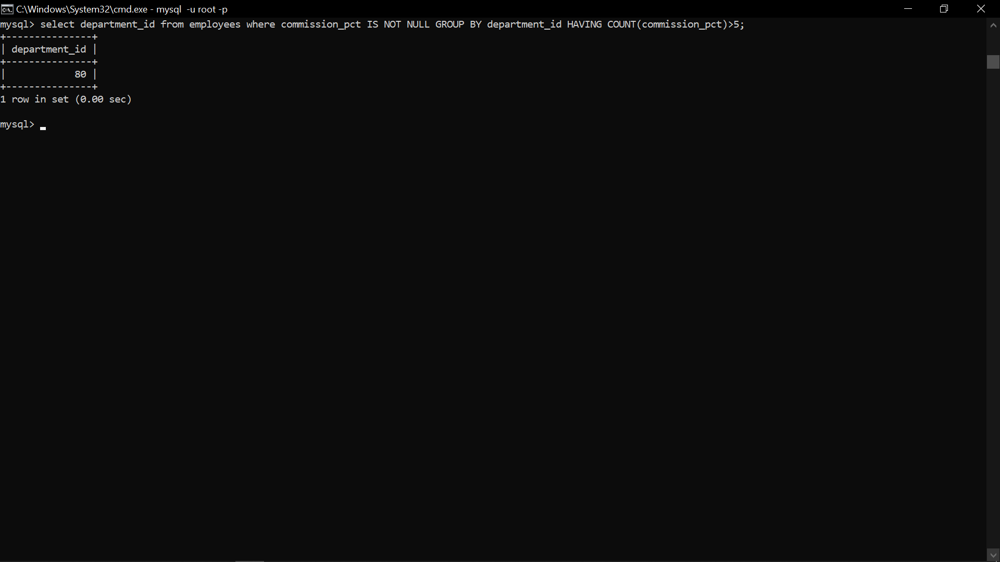 C:\Windows\System32\cmd.exe - mysql  -u root -p
mysql> select department_id from employees where commission_pct IS NOT NULL GROUP BY department_id HAVING COUNT(commission_pct)>5;
+---------------+
| department_id |
+---------------+
|            80 |
+---------------+
1 row in set (0.00 sec)
mysql>